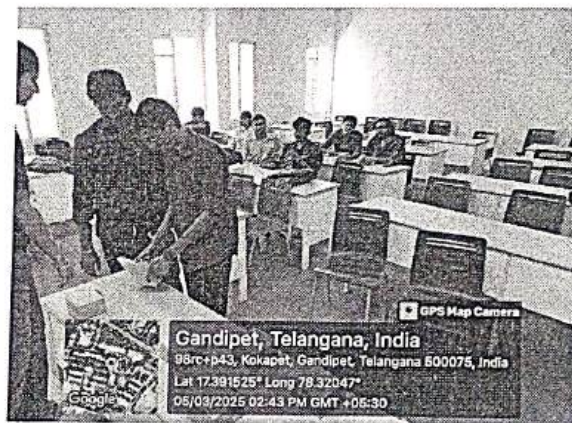 GPS Map Camera
Gandipet, Telangana, India
98rc+p43, Kokapet, Gandipet, Telangana 500075, India
Lat 17.391525° Long 78.32047°
05/03/2025 02:43 PM GMT +05:30
Google